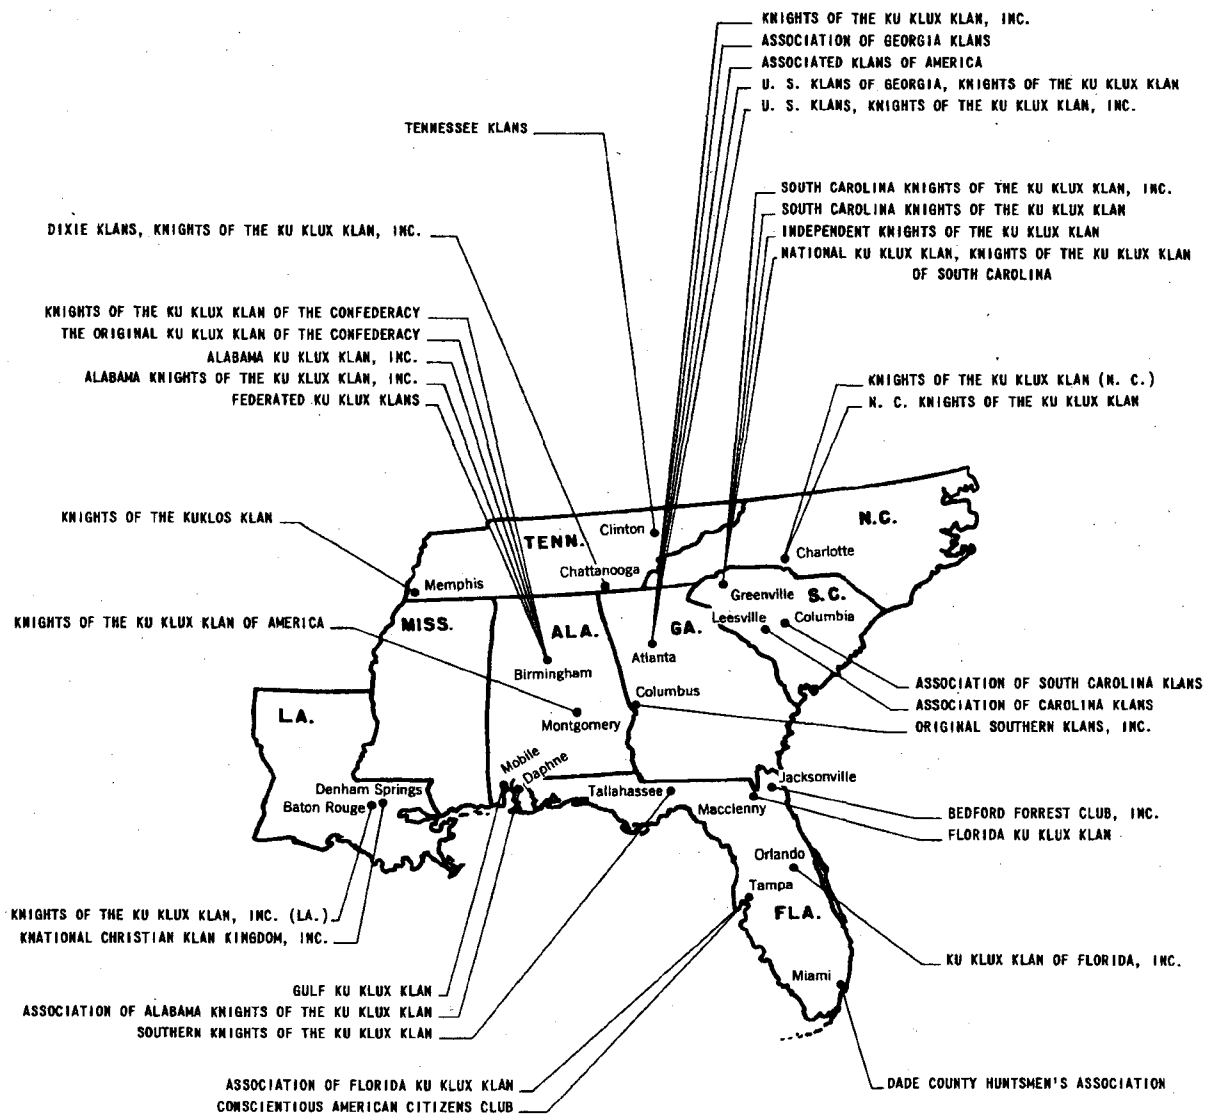 KNIGHTS OF THE KU KLUX KLAN, INC.
ASSOCIATION OF GEORGIA KLANS
ASSOCIATED KLANS OF AMERICA
U. S. KLANS OF GEORGIA, KNIGHTS OF THE KU KLUX KLAN
U. S. KLANS, KNIGHTS OF THE KU KLUX KLAN, INC.
TENNESSEE KLANS
SOUTH CAROLINA KNIGHTS OF THE KU KLUX KLAN, INC.
SOUTH CAROLINA KNIGHTS OF THE KU KLUX KLAN
INDEPENDENT KNIGHTS OF THE KU KLUX KLAN
NATIONAL KU KLUX KLAN, KNIGHTS OF THE KU KLUX KLAN
OF SOUTH CAROLINA
DIXIE KLANS, KNIGHTS OF THE KU KLUX KLAN, INC.
KNIGHTS OF THE KU KLUX KLAN OF THE CONFEDERACY
THE ORIGINAL KU KLUX KLAN OF THE CONFEDERACY
ALABAMA KU KLUX KLAN, INC.
ALABAMA KNIGHTS OF THE KU KLUX KLAN, INC.
FEDERATED KU KLUX KLANS
KNIGHTS OF THE KU KLUX KLAN (N. C.)
N. C. KNIGHTS OF THE KU KLUX KLAN
KNIGHTS OF THE KUKLOS KLAN
N.C.
Clinton
TENN.
Charlotte
Chattanooga
Memphis
Greenville
S.C.
Leesville
Columbia
KNIGHTS OF THE KU KLUX KLAN OF AMERICA
MISS.
ALA.
GA.
Atlanta
Birmingham
Columbus
ASSOCIATION OF SOUTH CAROLINA KLANS
ASSOCIATION OF CAROLINA KLANS
ORIGINAL SOUTHERN KLANS, INC.
LA.
Montgomery
Mobile
Daphne
Jacksonville
Denham Springs
Baton Rouge
Tallahassee
Macclenny
BEDFORD FORREST CLUB, INC.
FLORIDA KU KLUX KLAN
Orlando
Tampa
FLA.
KNIGHTS OF THE KU KLUX KLAN, INC. (LA.)
KNATIONAL CHRISTIAN KLAN KINGDOM, INC.
KU KLUX KLAN OF FLORIDA, INC.
Miami
GULF KU KLUX KLAN
ASSOCIATION OF ALABAMA KNIGHTS OF THE KU KLUX KLAN
SOUTHERN KNIGHTS OF THE KU KLUX KLAN
ASSOCIATION OF FLORIDA KU KLUX KLAN
CONSCIENTIOUS AMERICAN CITIZENS CLUB
DADE COUNTY HUNTSMEN'S ASSOCIATION